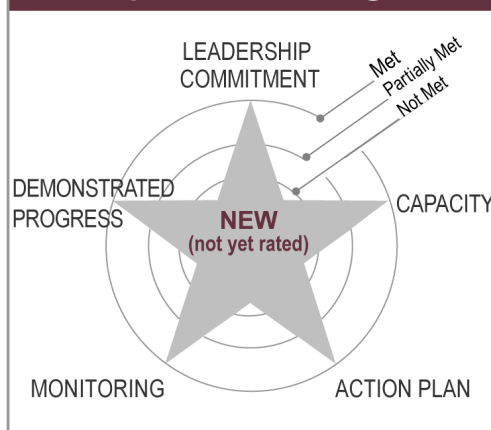 LEADERSHIP
COMMITMENT
Met
Partially Met
Not Met
DEMONSTRATED
PROGRESS
CAPACITY
NEW
(not yet rated)
MONITORING
ACTION PLAN